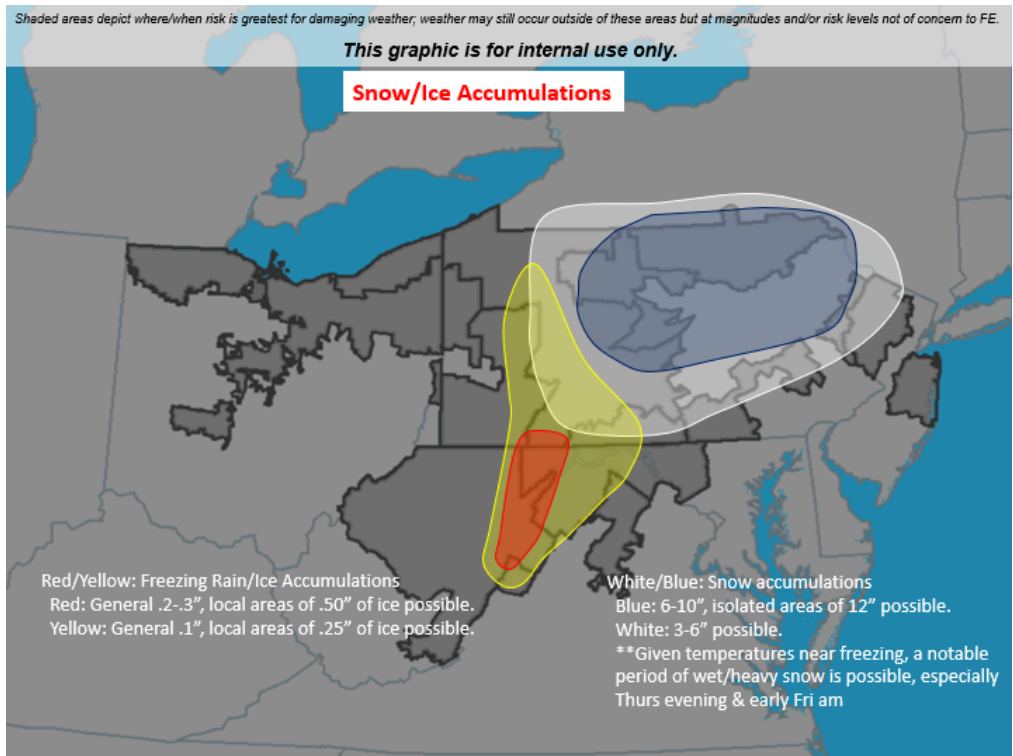 Shaded areas depict where/when risk is greatest for damaging weather; weather may still occur outside of these areas but at magnitudes and/or risk levels not of concern to FE.
This graphic is for internal use only.
Snow/Ice Accumulations
Red/Yellow: Freezing Rain/Ice Accumulations
Red: General .2-.3”, local areas of .50” of ice possible.
Yellow: General .1”, local areas of .25” of ice possible.
White/Blue: Snow accumulations
Blue: 6-10”, isolated areas of 12” possible.
White: 3-6” possible.
**Given temperatures near freezing, a notable
period of wet/heavy snow is possible, especially
Thurs evening & early Fri am